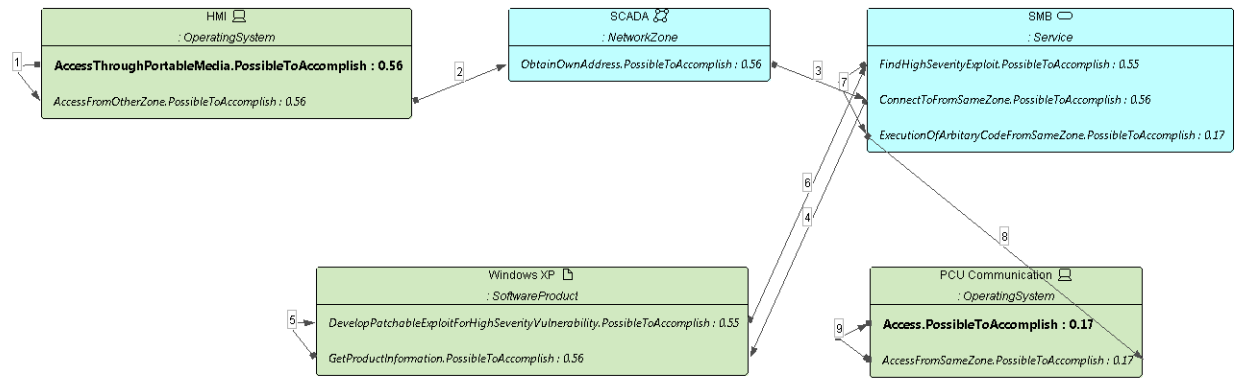 HMI
: OperatingSystem
AccessThroughPortableMedia.PossibleToAccomplish : 0.56
AccessFromOtherZone.PossibleToAccomplish : 0.56
1
2
SCADA
: NetworkZone
ObtainOwnAddress.PossibleToAccomplish : 0.56
3
SMB
: Service
FindHighSeverityExploit.PossibleToAccomplish : 0.55
ConnectToFromSameZone.PossibleToAccomplish : 0.56
ExecutionOfArbitaryCodeFromSameZone.PossibleToAccomplish : 0.17
7
6
4
8
Windows XP
: SoftwareProduct
DevelopPatchableExploitForHighSeverityVulnerability.PossibleToAccomplish : 0.55
GetProductInformation.PossibleToAccomplish : 0.56
5
PCU Communication
: OperatingSystem
Access.PossibleToAccomplish : 0.17
AccessFromSameZone.PossibleToAccomplish : 0.17
9